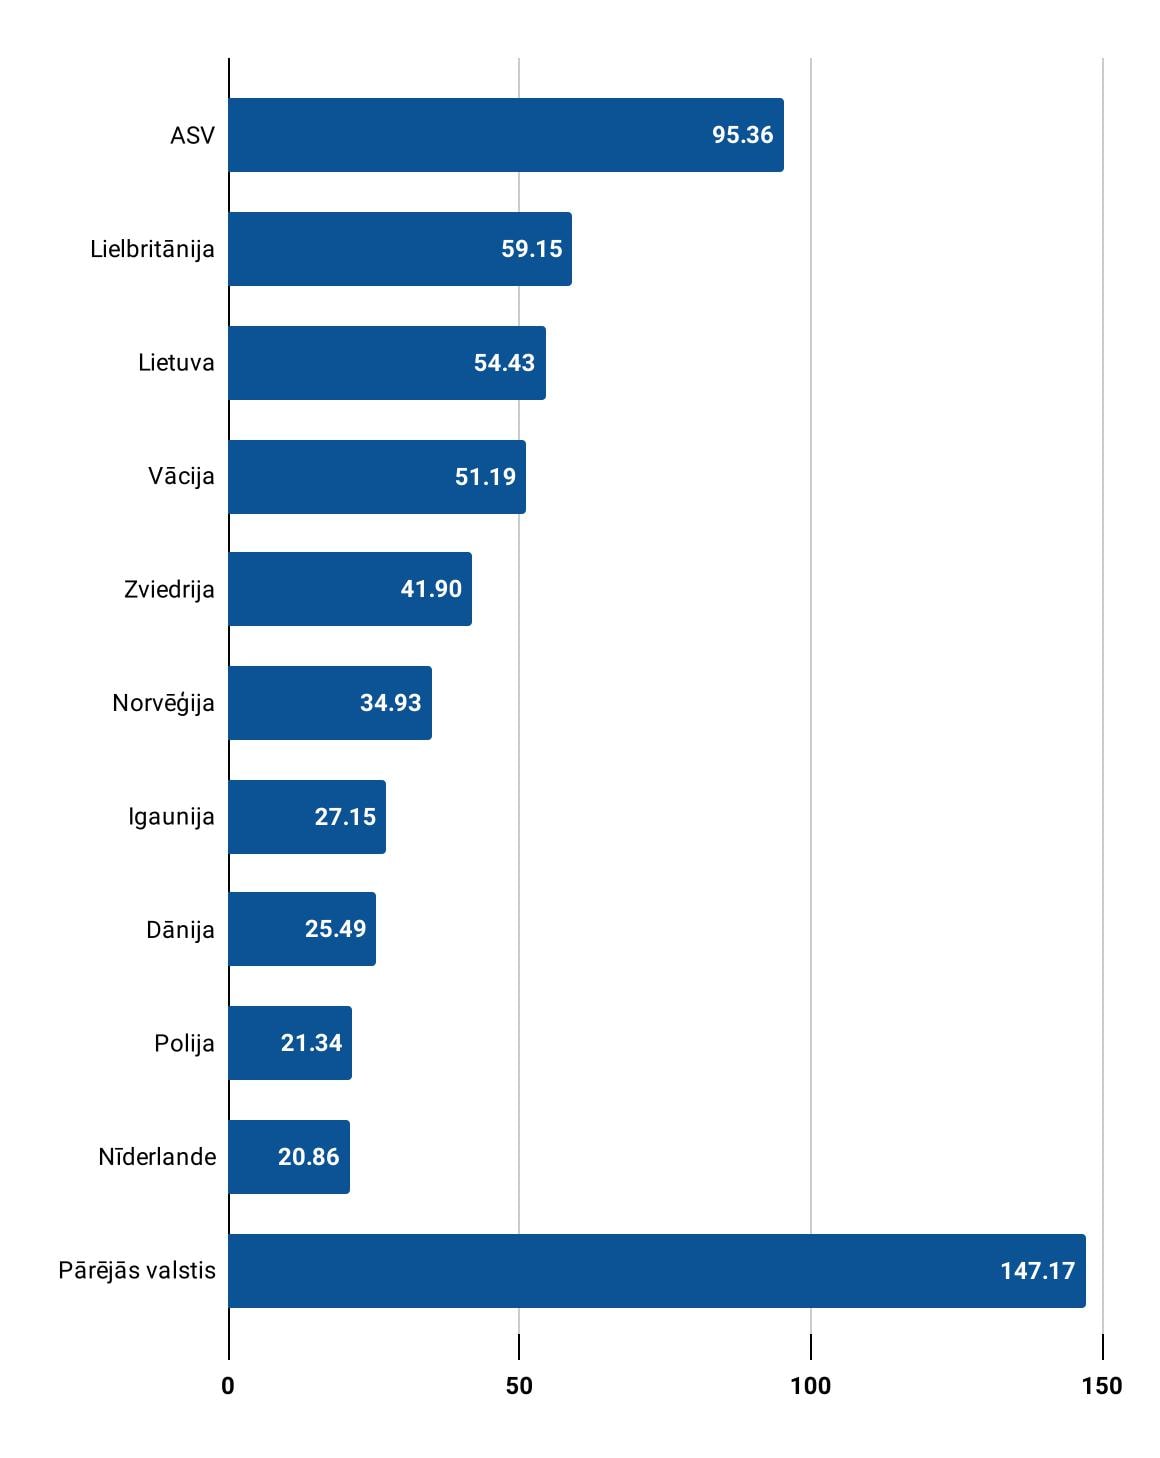 ASV 95.36
Lielbritānija 59.15
Lietuva 54.43
Vācija 51.19
Zviedrija 41.90
Norvēģija 34.93
Igaunija 27.15
Dānija 25.49
Polija 21.34
Nīderlande 20.86
Pārējās valstis 147.17
0 50 100 150